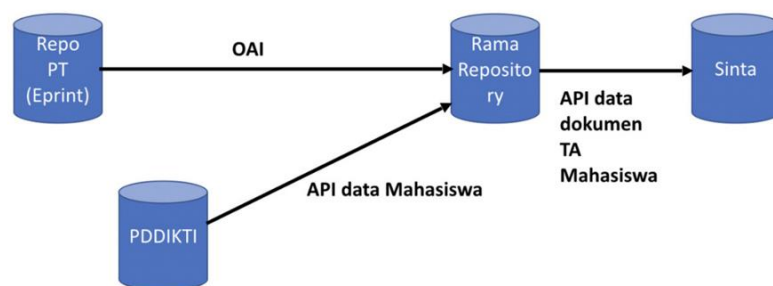 Repo
PT
(Eprint)
OAI
Rama
Reposito
ry
Sinta
API data
dokumen
TA
Mahasiswa
API data Mahasiswa
PDDIKTI